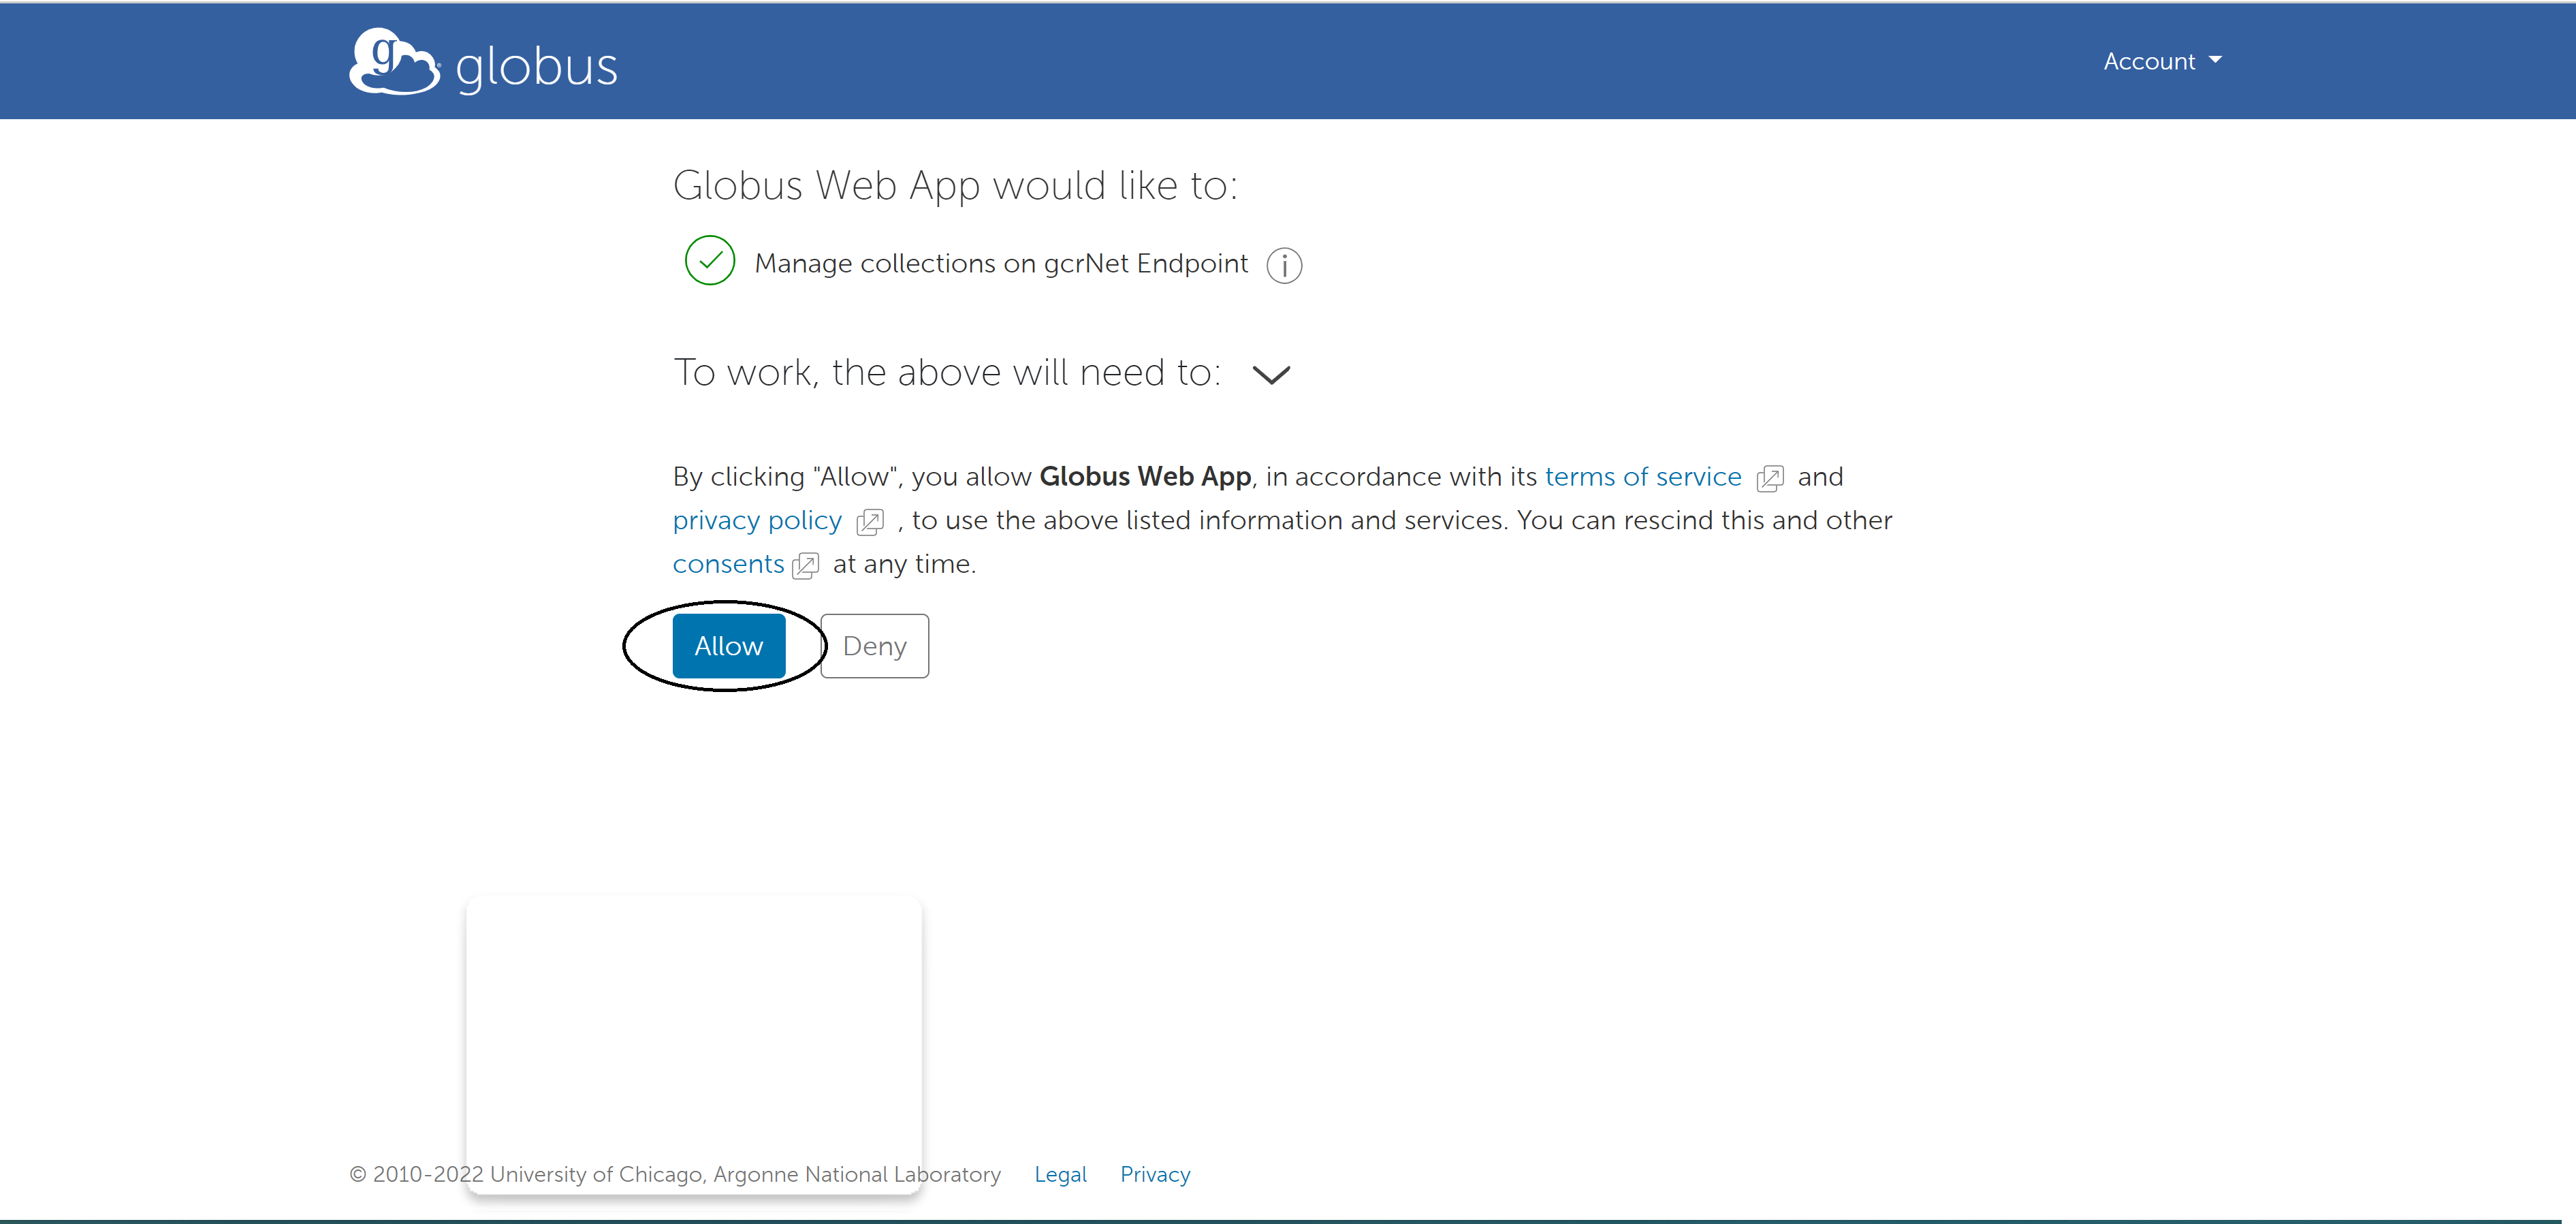 globus
Account
Globus Web App would like to:
Manage collections on gcrNet Endpoint
To work, the above will need to:
By clicking "Allow", you allow Globus Web App, in accordance with its terms of service and
privacy policy , to use the above listed information and services. You can rescind this and other
consents at any time.
Allow Deny
© 2010-2022 University of Chicago, Argonne National Laboratory Legal Privacy